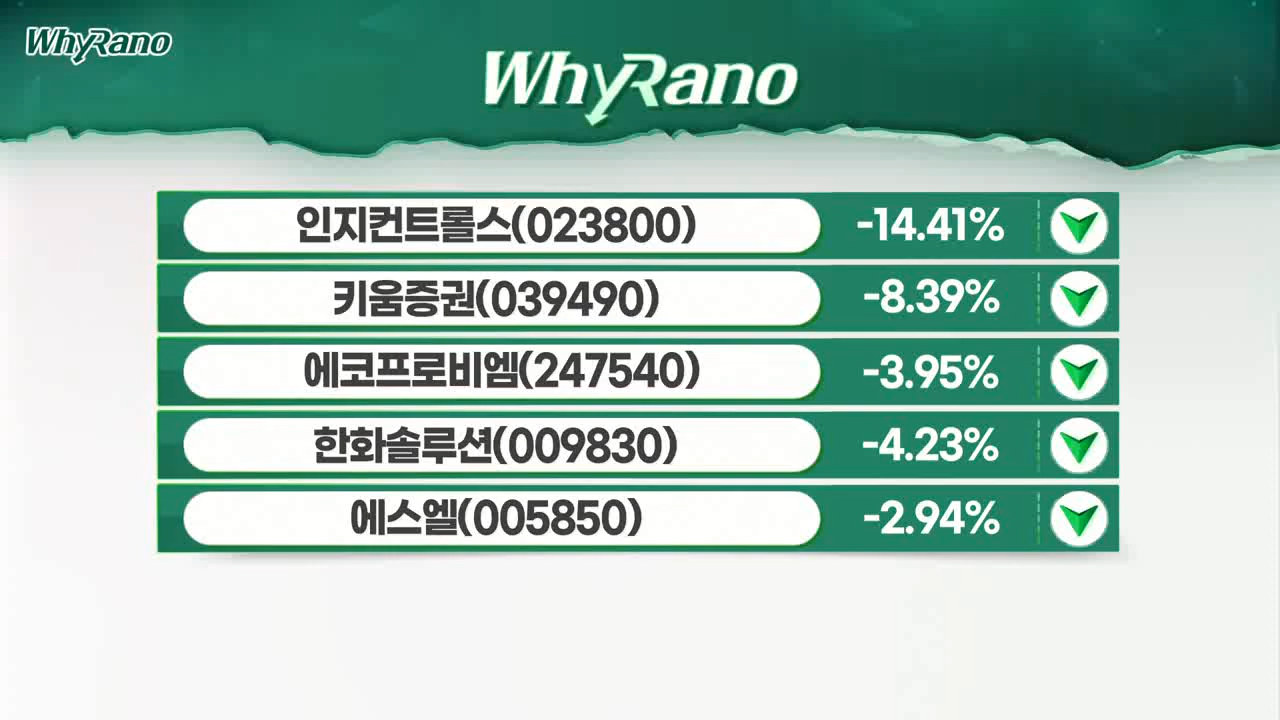 WhyRano
WhyRano
인지컨트롤스(023800) -14.41%
키움증권(039490) -8.39%
에코프로비엠(247540) -3.95%
한화솔루션(009830) -4.23%
에스엘(005850) -2.94%